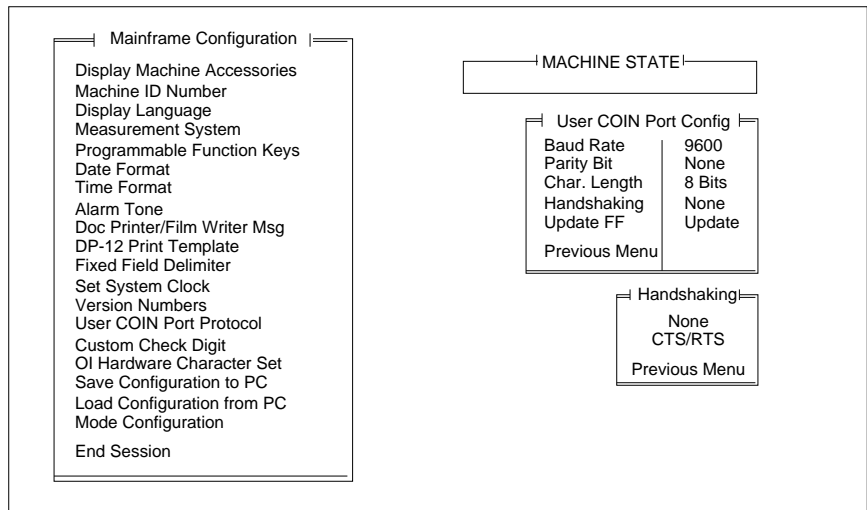 Mainframe Configuration
Display Machine Accessories
Machine ID Number
Display Language
Measurement System
Programmable Function Keys
Date Format
Time Format
Alarm Tone
Doc Printer/Film Writer Msg
DP-12 Print Template
Fixed Field Delimiter
Set System Clock
Version Numbers
User COIN Port Protocol
Custom Check Digit
OI Hardware Character Set
Save Configuration to PC
Load Configuration from PC
Mode Configuration
End Session
MACHINE STATE
User COIN Port Config
Baud Rate 9600
Parity Bit None
Char. Length 8 Bits
Handshaking None
Update FF Update
Previous Menu
Handshaking
None
CTS/RTS
Previous Menu